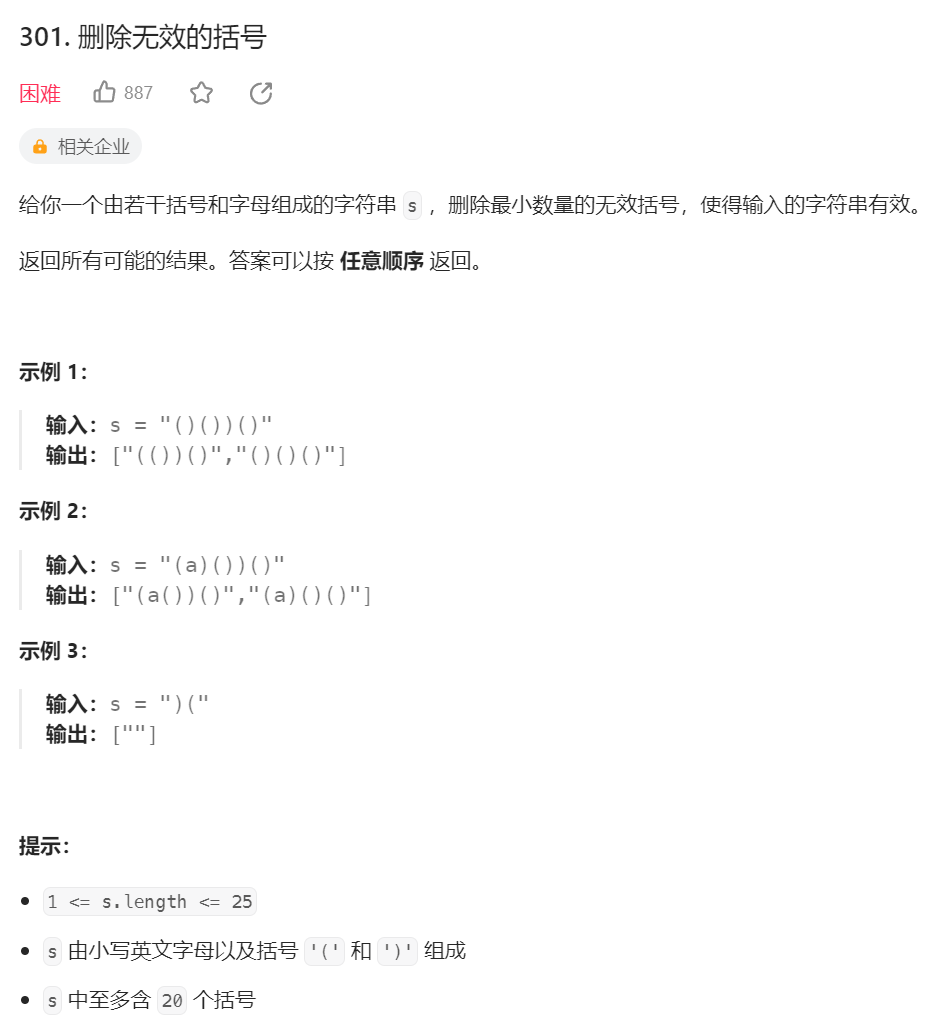 301. 删除无效的括号
困难 887
相关企业
给你一个由若干括号和字母组成的字符串 s ，删除最小数量的无效括号，使得输入的字符串有效。
返回所有可能的结果。答案可以按 任意顺序 返回。
示例 1：
输入：s = "()())()"
输出：["(())()","()()()"]
示例 2：
输入：s = "(a)())()"
输出：["(a())()","(a)()()"]
示例 3：
输入：s = ")("
输出：[""]
提示：
1 <= s.length <= 25
s 由小写英文字母以及括号 '(' 和 ')' 组成
s 中至多含 20 个括号